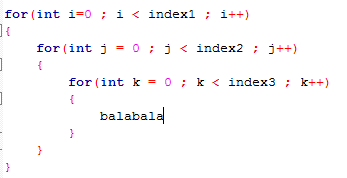 for(int i=0 ; i < index1 ; i++)
{
    for(int j = 0 ; j < index2 ; j++)
    {
        for(int k = 0 ; k < index3 ; k++)
        {
            balabala
        }
    }
}